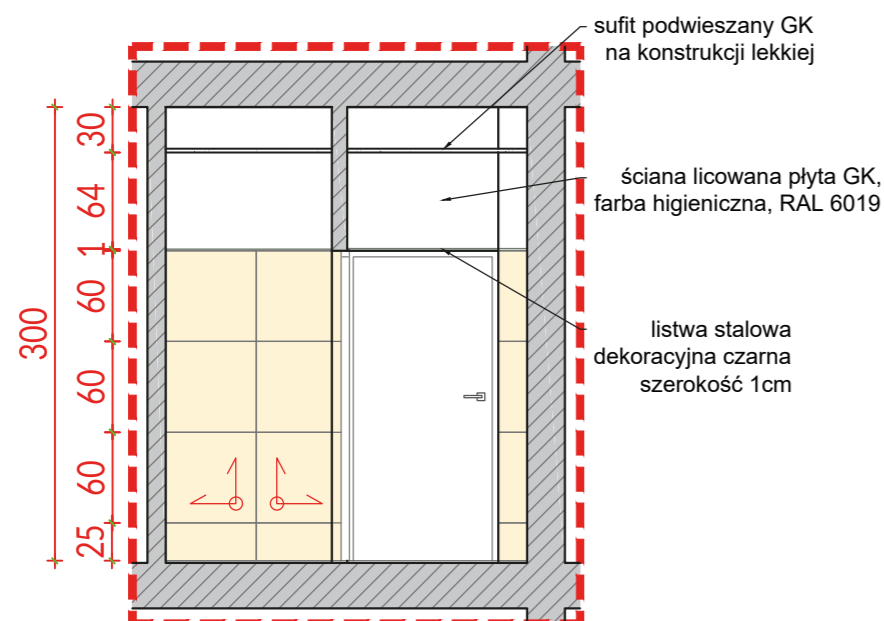 sufit podwieszany GK
na konstrukcji lekkiej
ściana licowana płyta GK,
farba higieniczna, RAL 6019
listwa stalowa
dekoracyjna czarna
szerokość 1cm
300
30
64
1
60
60
60
25